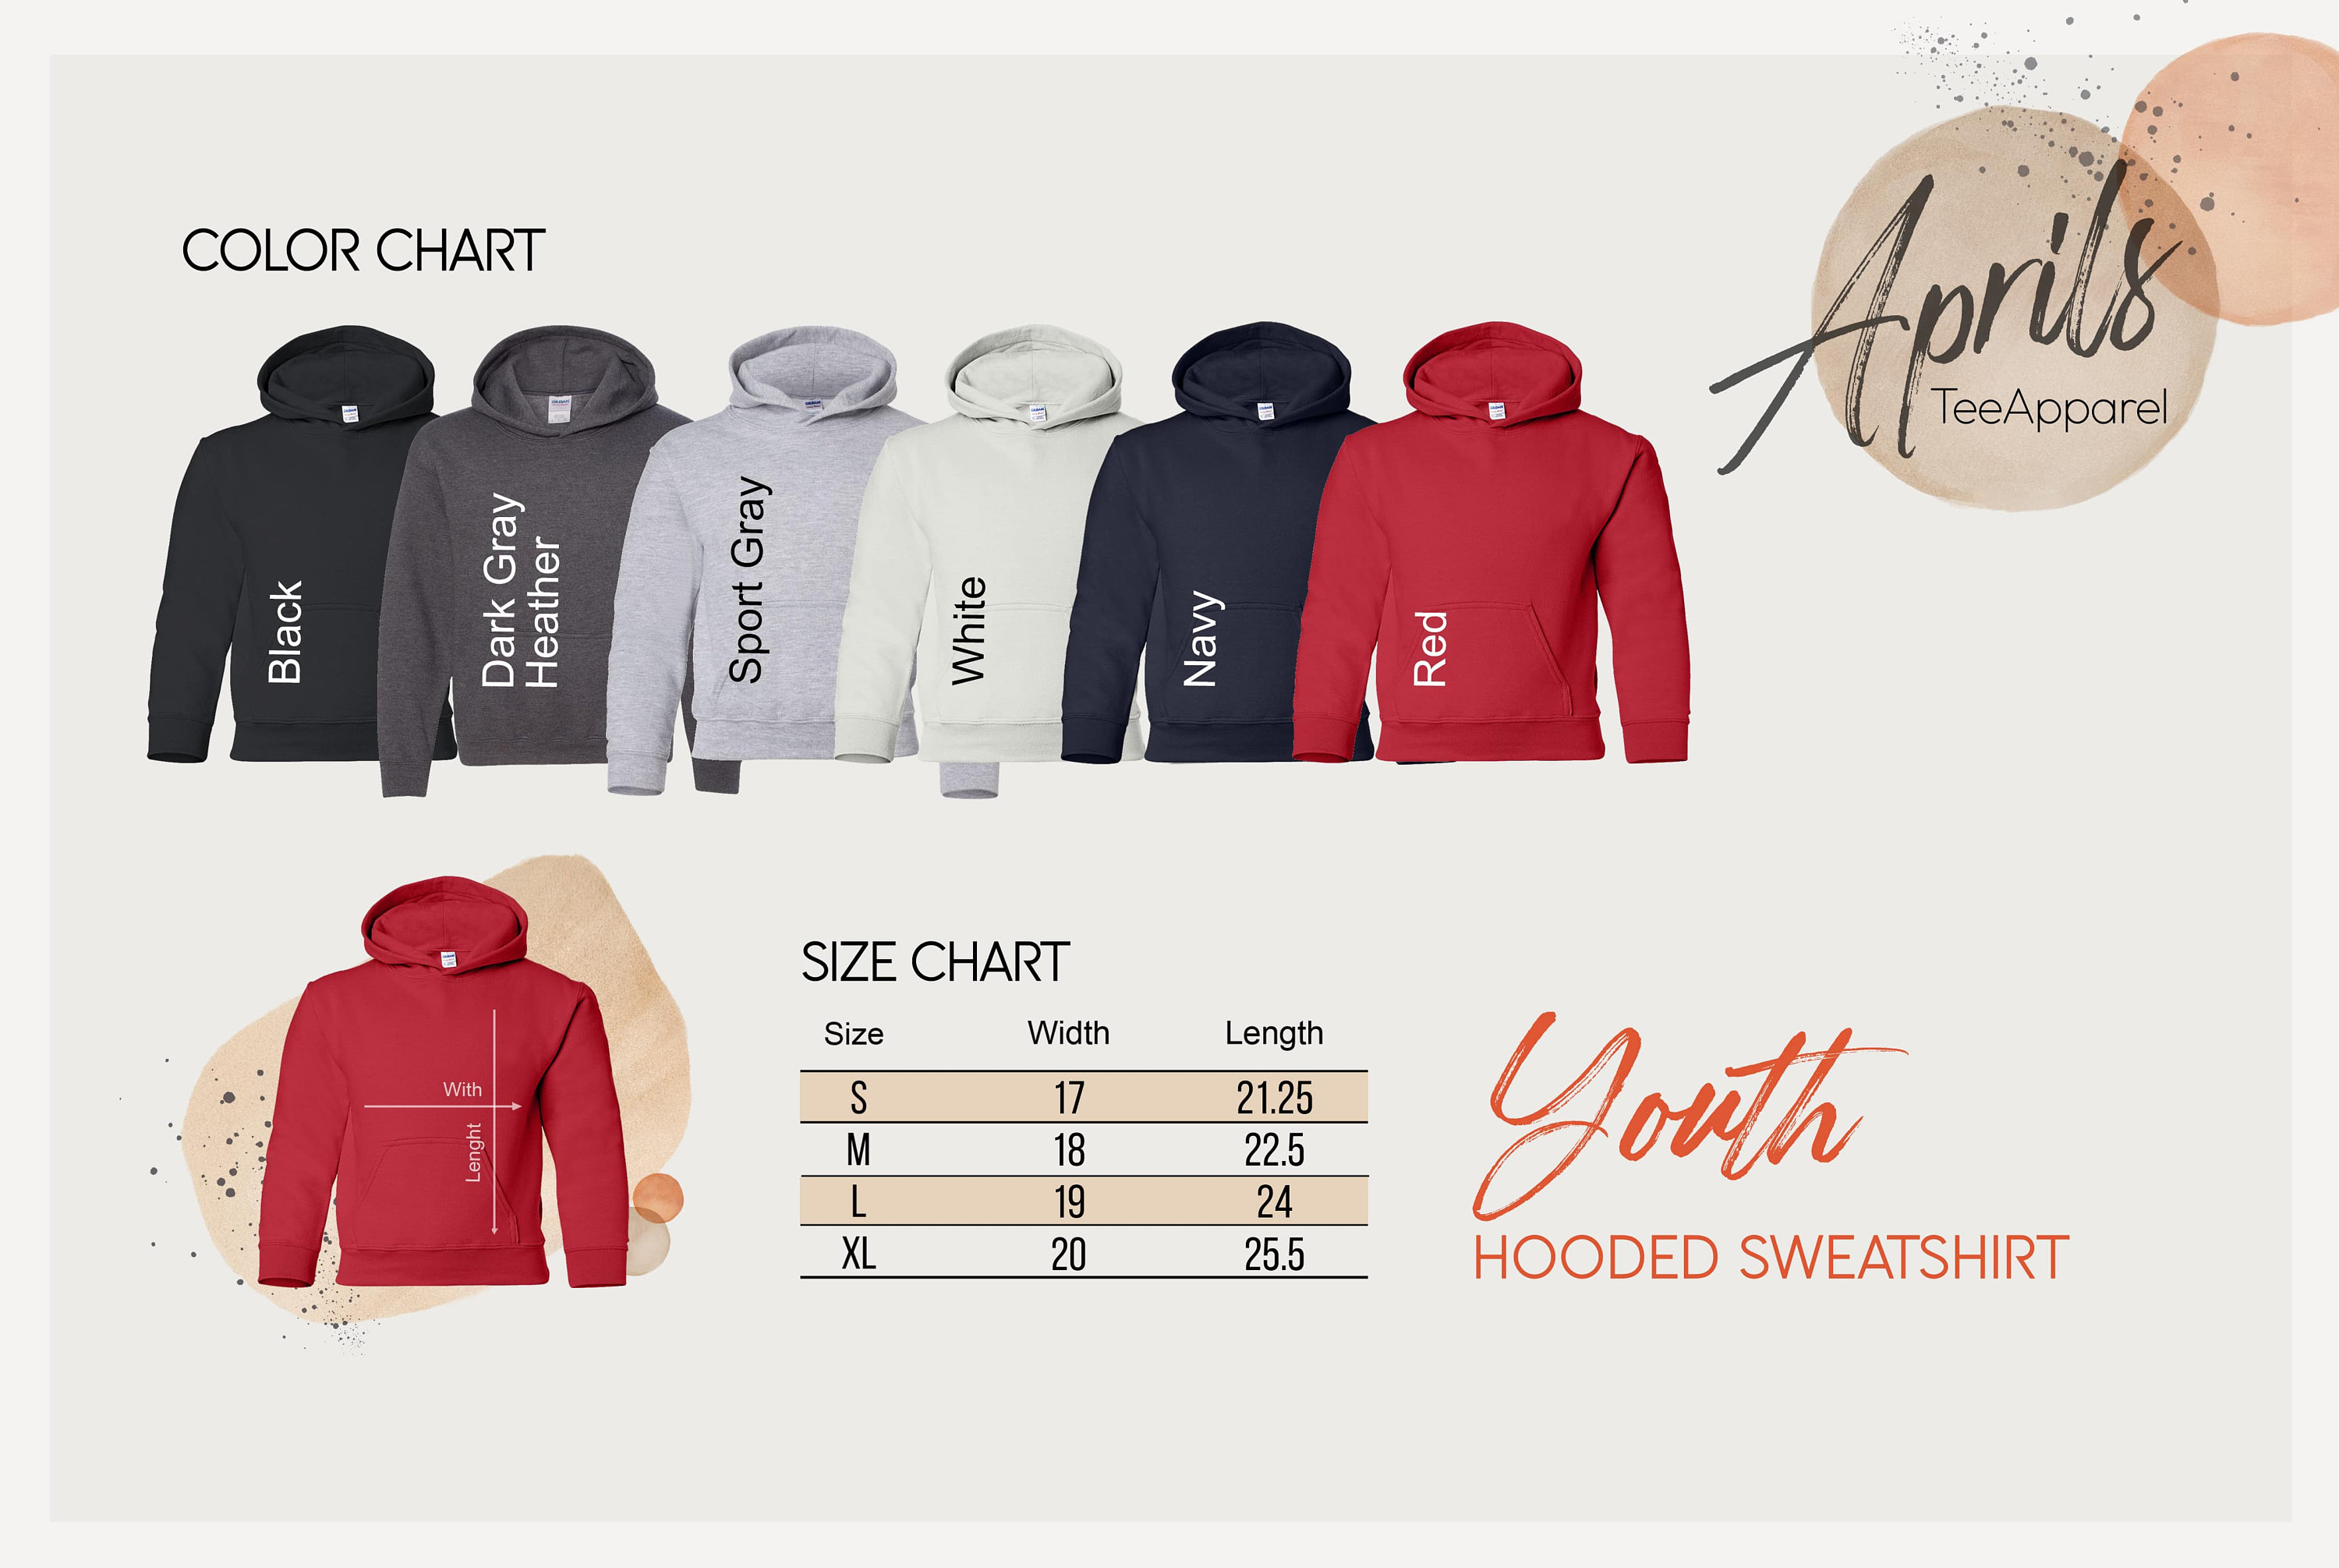 Aprils
TeeApparel
COLOR CHART
Black
Dark Gray
Heather
Sport Gray
White
Navy
Red
With
Lenght
SIZE CHART
Size Width Length
S 17 21.25
M 18 22.5
L 19 24
XL 20 25.5
Youth
HOODED SWEATSHIRT